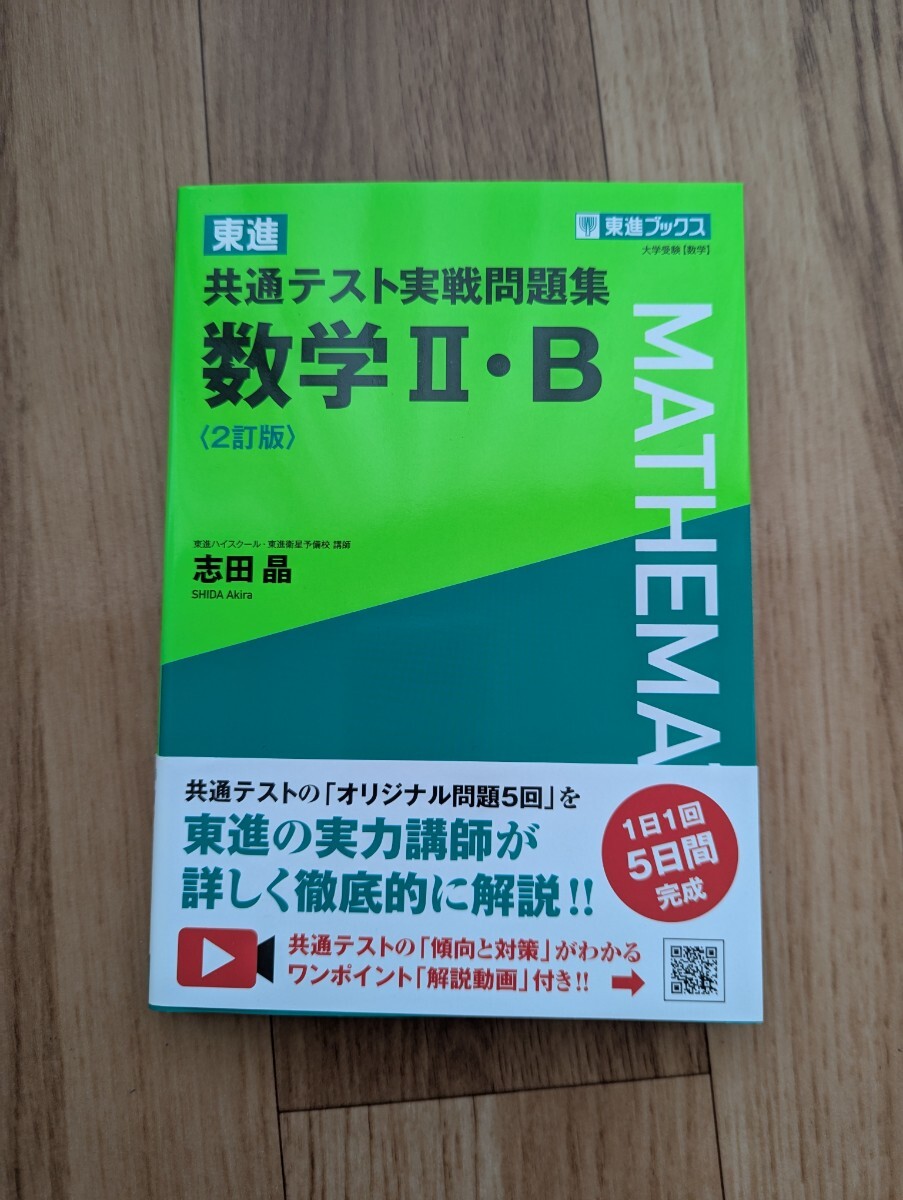 東進
東進ブックス
大学受験【数学】
共通テスト実戦問題集
数学Ⅱ・B
〈2訂版〉
MATHEMA
東進ハイスクール・東進衛星予備校 講師
志田 晶
SHIDA Akira
共通テストの「オリジナル問題5回」を
東進の実力講師が
詳しく徹底的に解説!!
1日1回
5日間
完成
共通テストの「傾向と対策」がわかる
ワンポイント「解説動画」付き!!